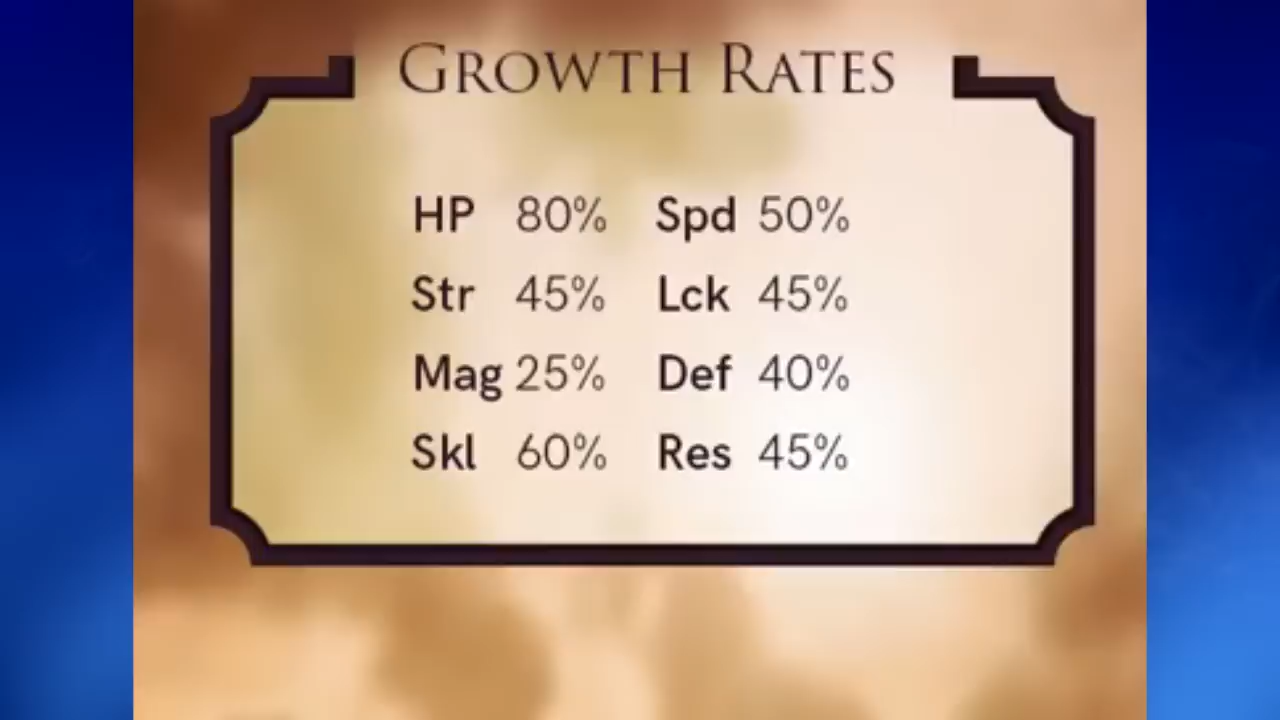 GROWTH RATES
HP 80% Spd 50%
Str 45% Lck 45%
Mag 25% Def 40%
Skl 60% Res 45%